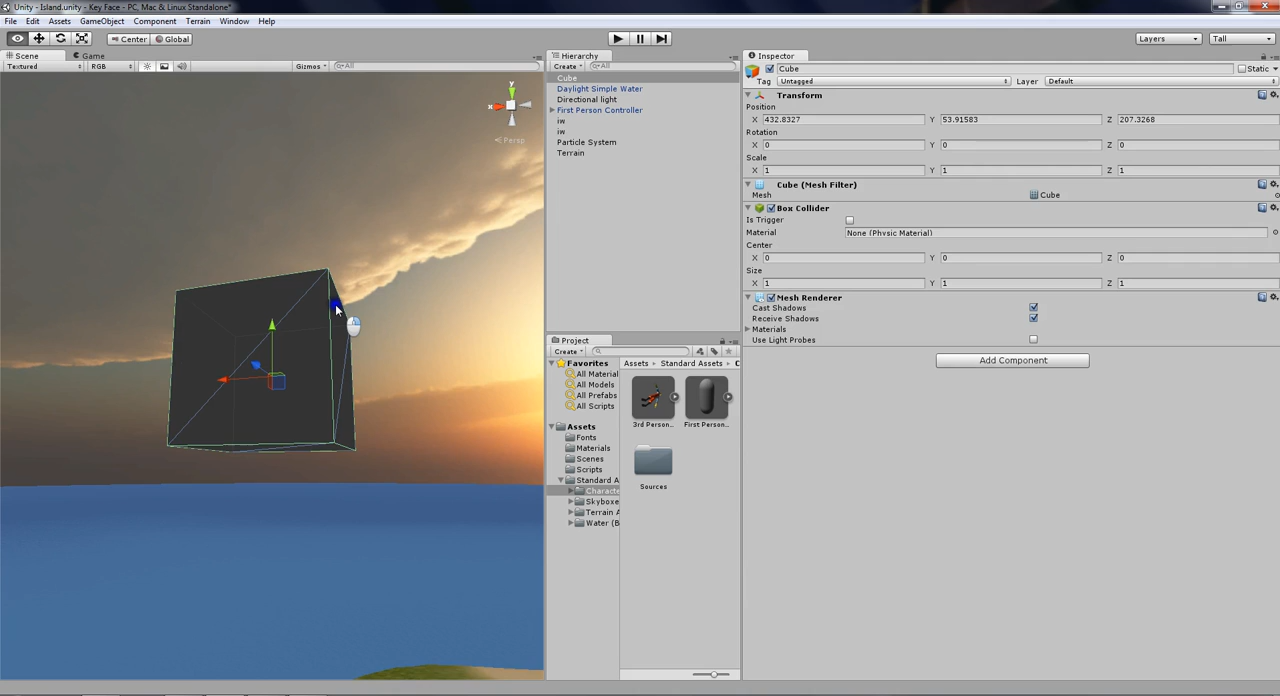 Unity - Island.unity - Key Face - PC, Mac & Linux Standalone*
File Edit Assets GameObject Component Terrain Window Help
Center Global Layers Tall
Scene Game
Textured RGB Gizmos All
y
x
Persp
Hierarchy
Create All
Cube
Daylight Simple Water
Directional light
First Person Controller
iw
iw
Particle System
Terrain
Project
Create
Favorites
All Material
All Models
All Prefabs
All Scripts
Assets
Fonts
Materials
Scenes
Scripts
Standard A
Characte
Skyboxe
Terrain A
Water (B
Assets Standard Assets C
3rd Person... First Person...
Sources
Inspector
Cube Static
Tag Untagged Layer Default
Transform
Position
X 432.8327 Y 53.91583 Z 207.3268
Rotation
X 0 Y 0 Z 0
Scale
X 1 Y 1 Z 1
Cube (Mesh Filter)
Mesh Cube
Box Collider
Is Trigger
Material None (Physic Material)
Center
X 0 Y 0 Z 0
Size
X 1 Y 1 Z 1
Mesh Renderer
Cast Shadows
Receive Shadows
Materials
Use Light Probes
Add Component